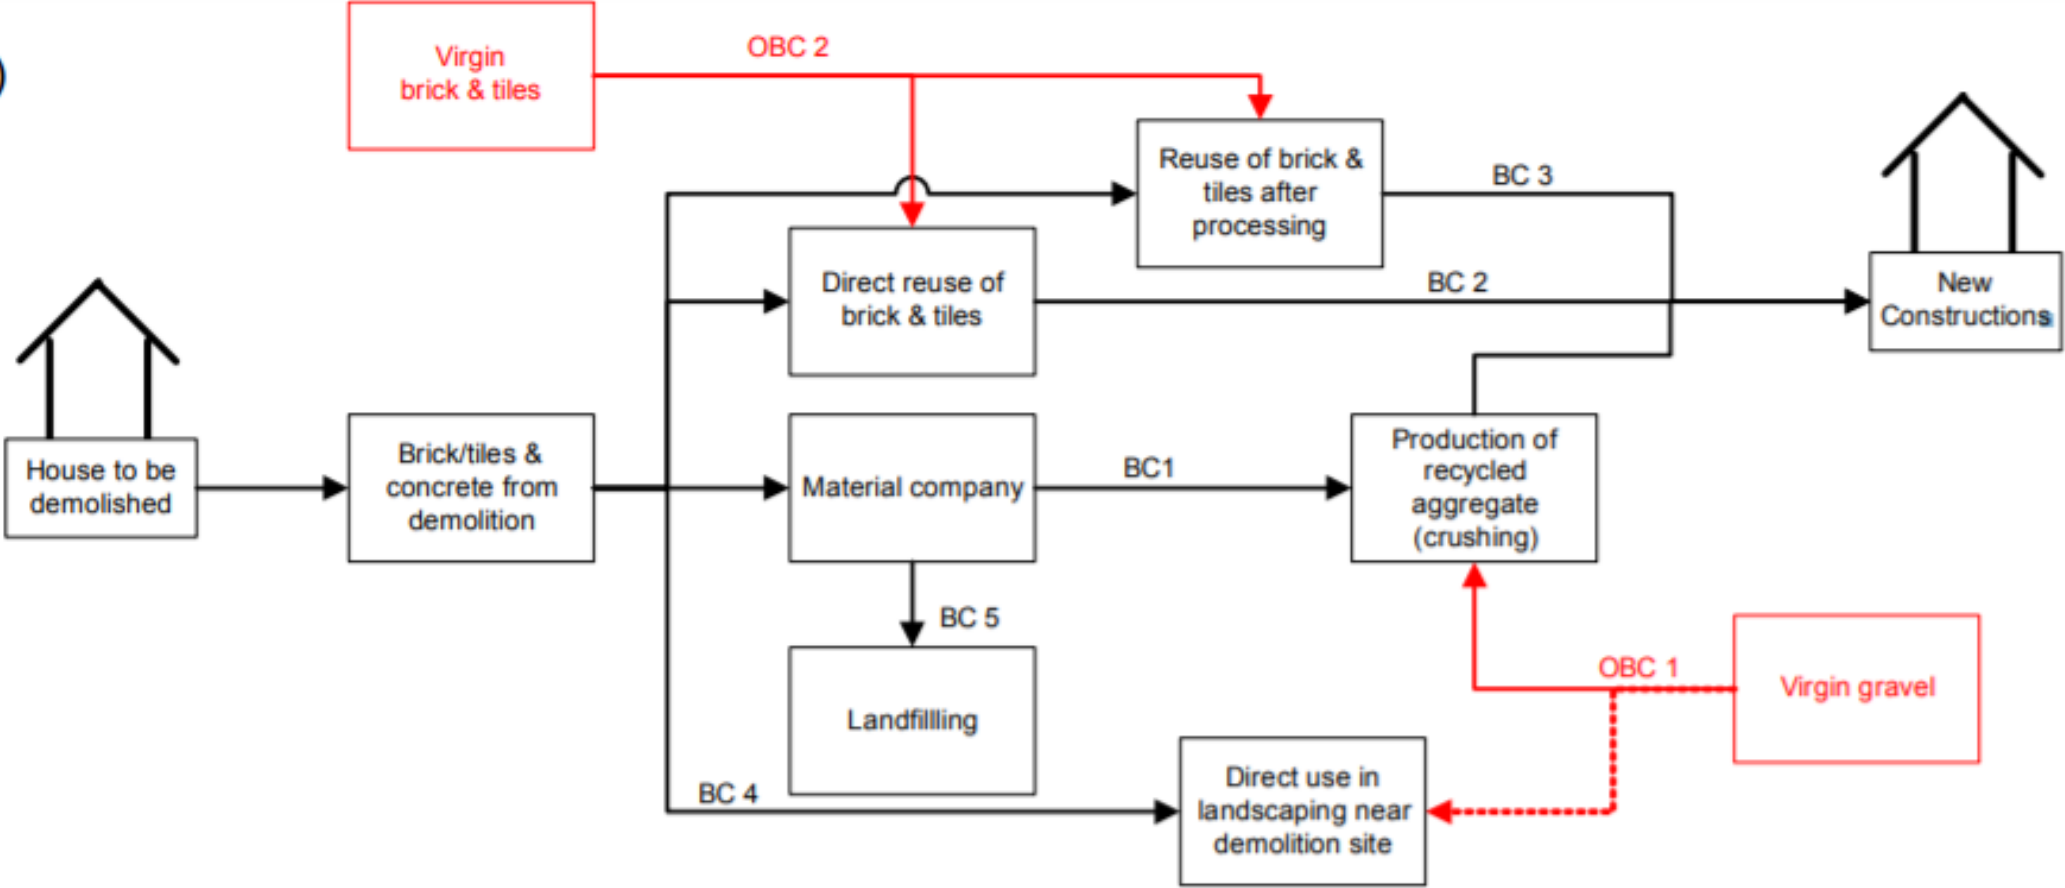 Virgin
brick & tiles
OBC 2
Reuse of brick &
tiles after
processing
BC 3
Direct reuse of
brick & tiles
BC 2
New
Constructions
House to be
demolished
Brick/tiles &
concrete from
demolition
Material company
BC1
Production of
recycled
aggregate
(crushing)
BC 5
Landfillling
OBC 1
Virgin gravel
BC 4
Direct use in
landscaping near
demolition site